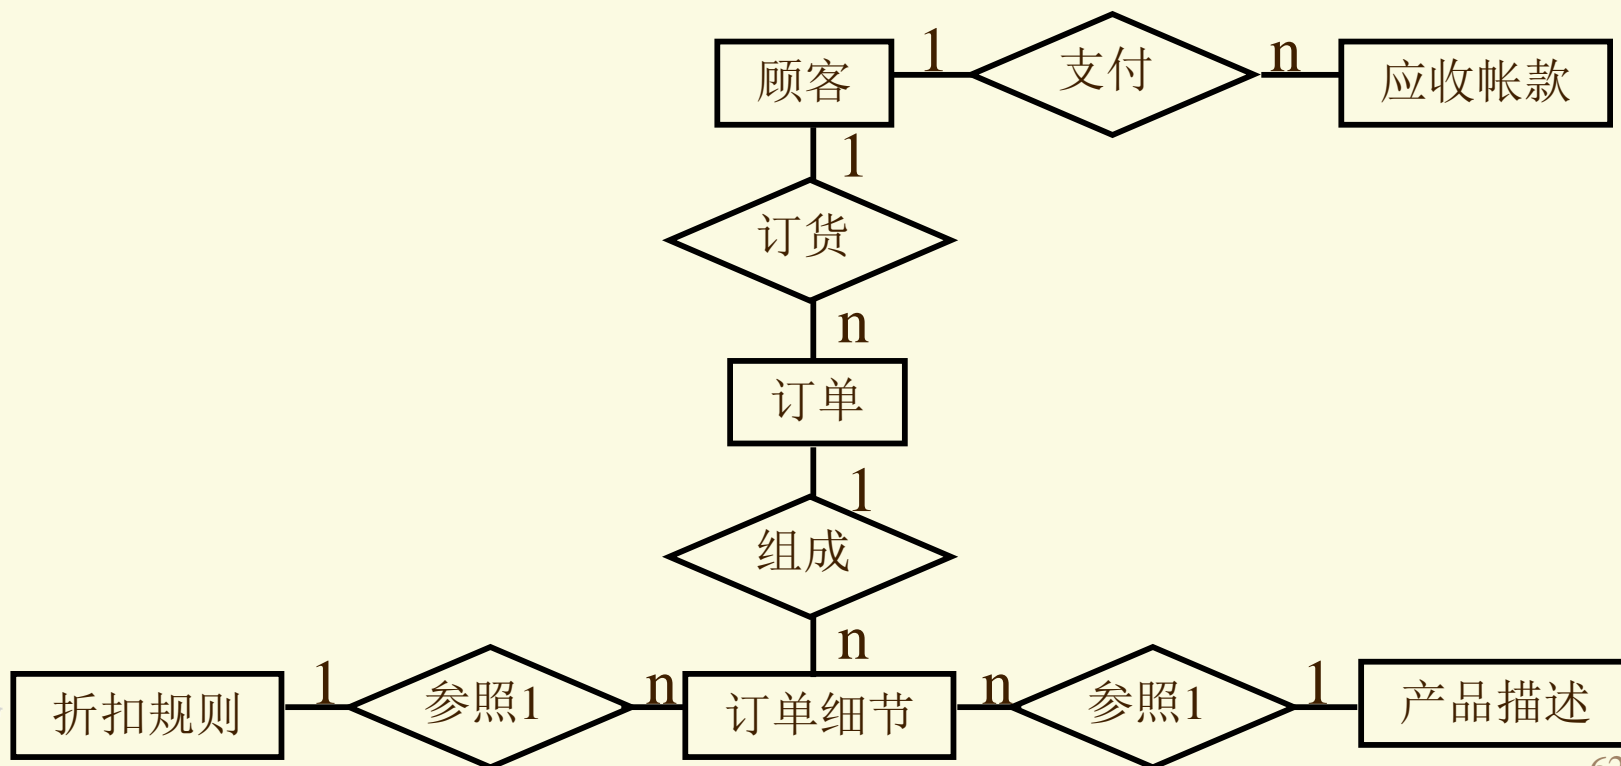 顾客 1 支付 n 应收帐款
1
订货
n
订单
1
组成
n
折扣规则 1 参照1 n 订单细节 n 参照1 1 产品描述